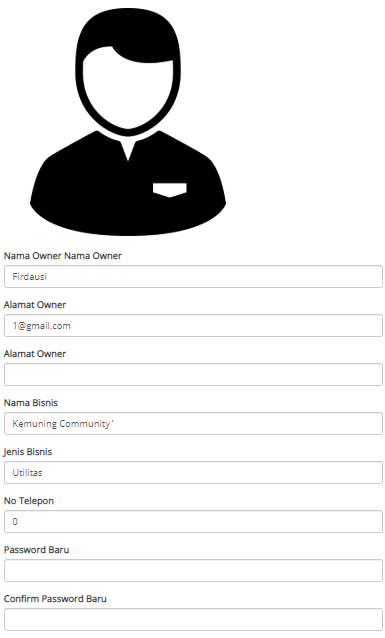 Nama Owner Nama Owner
Firdausi
Alamat Owner
1@gmail.com
Alamat Owner
Nama Bisnis
Kemuning Community`
Jenis Bisnis
Utilitas
No Telepon
0
Password Baru
Confirm Password Baru